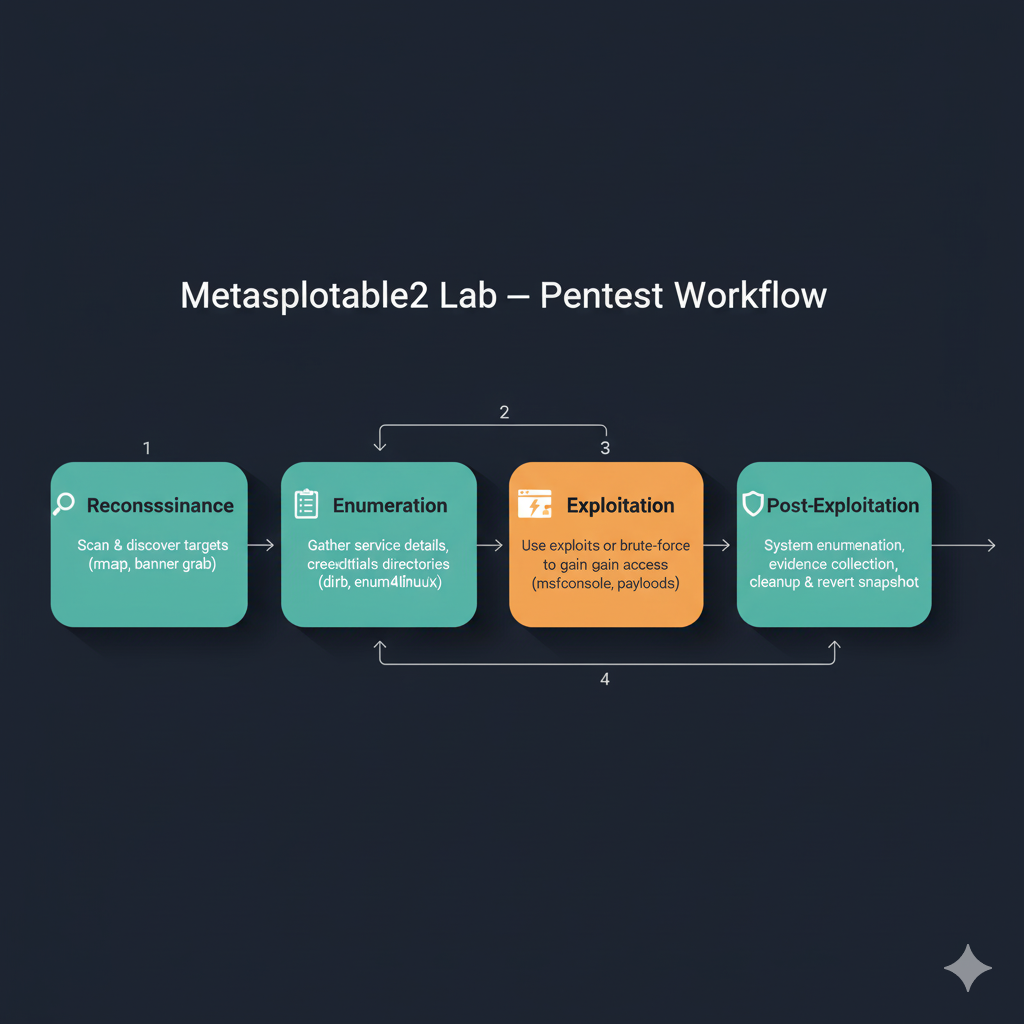 Metasplotable2 Lab – Pentest Workflow
2
1
3
Reconsssinance
Scan & discover targets
(rmap, banner grab)
Enumeration
Gather service details,
creedtfials directories
(dirb, enum4linuux)
Exploitation
Use exploits or brute-force
to gain gain access
(msfconsole, payloods)
Post-Exploitation
System enumenation,
evidence collection,
cleanup & revert snapshot
4